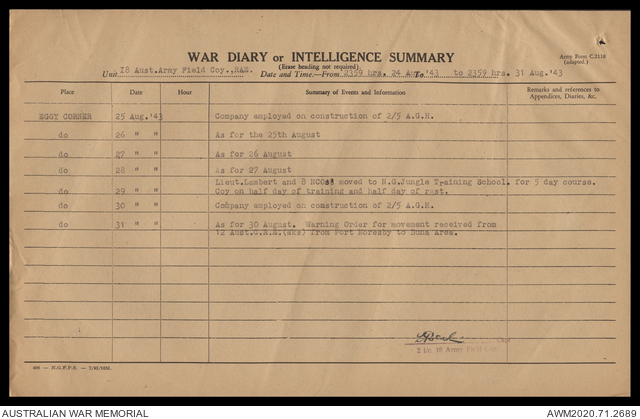 WAR DIARY or INTELLIGENCE SUMMARY
(Erase heading not required).
Army Form C.2118
(adapted.)
Unit 18 Aust.Army Field Coy.,RAE. Date and Time.—From 2359 hrs. 24 Aug'43 To to 2359 hrs. 31 Aug.'43
Place Date Hour Summary of Events and Information Remarks and references to Appendices, Diaries, &c.
EGGY CORNER 25 Aug.'43 Company employed on construction of 2/5 A.G.H.
do 26 " " As for the 25th August
do 27 " " As for 26 August
do 28 " " As for 27 August
Lieut.Lambert and 8 NCOs moved to N.G.Jungle Training School for 5 day course.
do 29 " " Coy on half day of training and half day of rest.
do 30 " " Company employed on construction of 2/5 A.G.H.
do 31 " " As for 30 August. Warning Order for movement received from
12 Aust.C.R.E.(Wks) from Port Moresby to Buna Area.
Capt
18 Army Field Coy
— N.G.F.P.S. —
AUSTRALIAN WAR MEMORIAL
AWM2020.71.2689